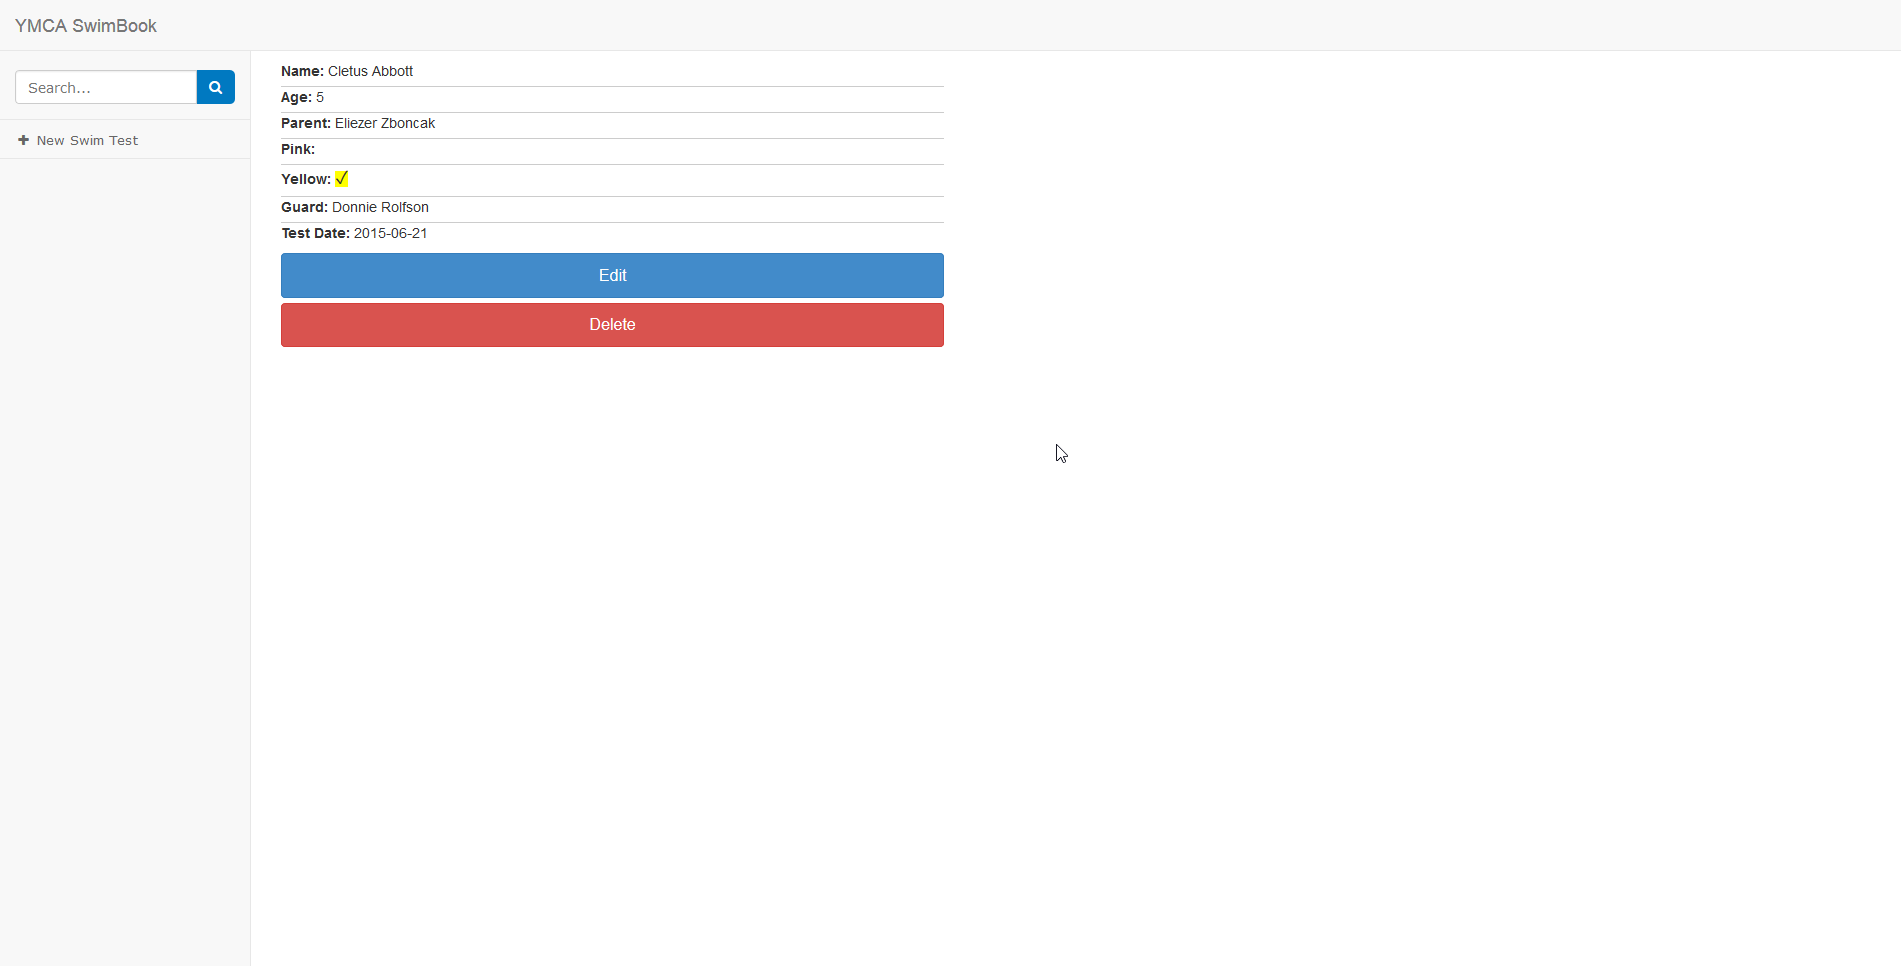 YMCA SwimBook
Search...
New Swim Test
Name: Cletus Abbott
Age: 5
Parent: Eliezer Zboncak
Pink:
Yellow: ✓
Guard: Donnie Rolfson
Test Date: 2015-06-21
Edit
Delete